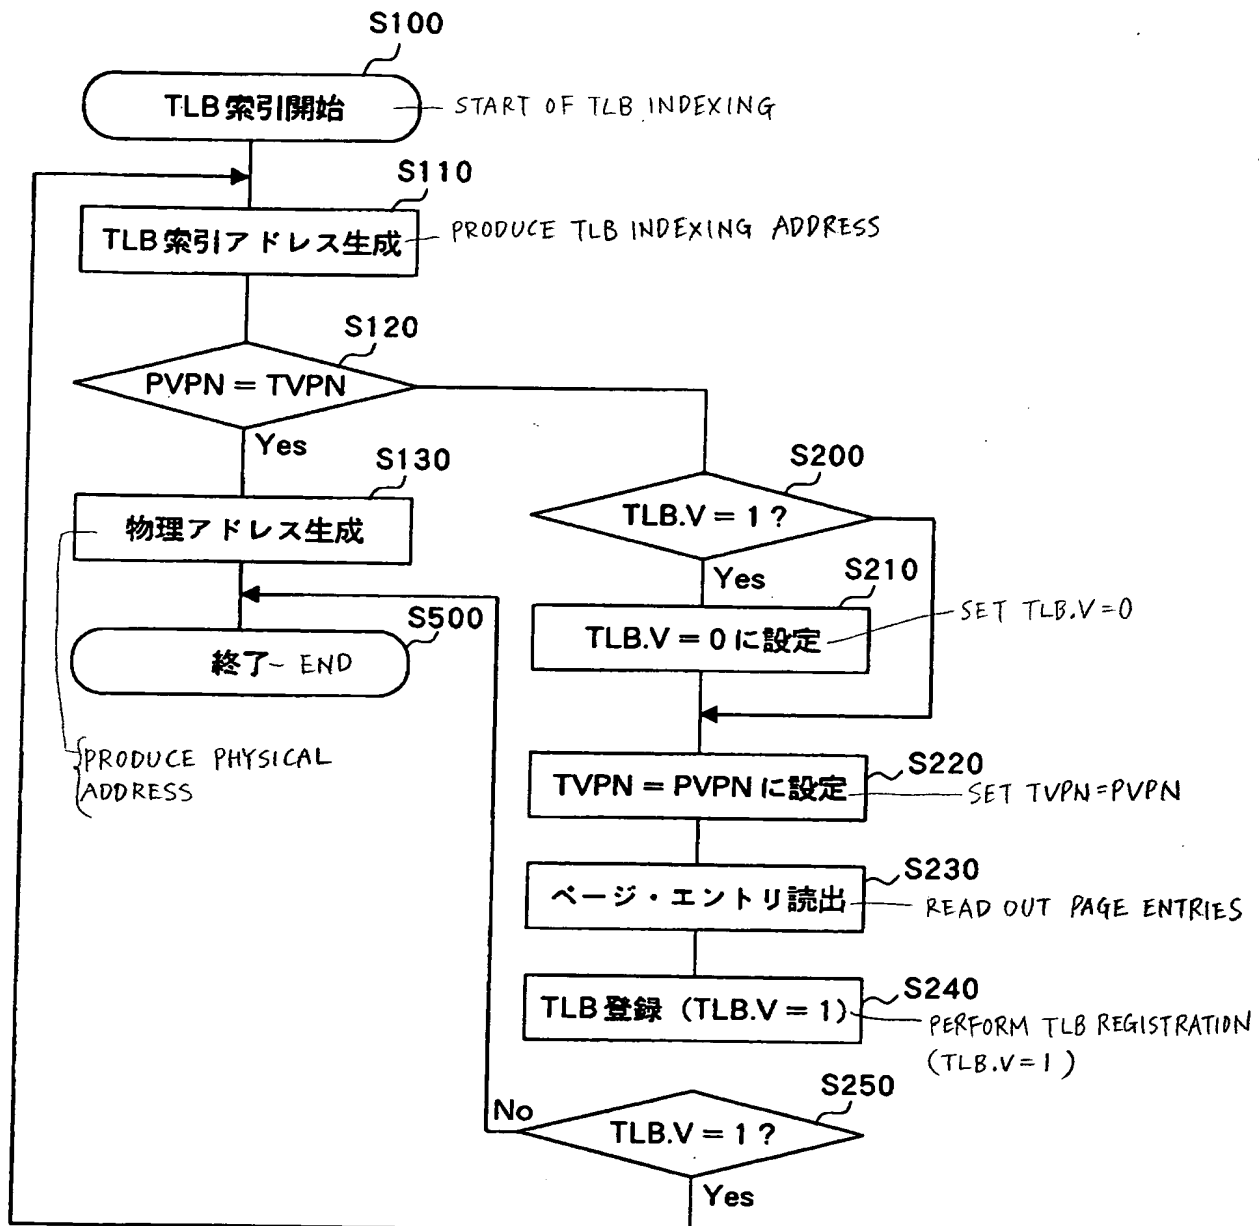 S100
TLB索引開始
START OF TLB INDEXING
S110
TLB索引アドレス生成
PRODUCE TLB INDEXING ADDRESS
S120
PVPN = TVPN
Yes
S130
物理アドレス生成
PRODUCE PHYSICAL
ADDRESS
S500
終了
END
S200
TLB.V = 1 ?
Yes
S210
TLB.V = 0に設定
SET TLB.V=0
S220
TVPN = PVPNに設定
SET TVPN=PVPN
S230
ページ・エントリ読出
READ OUT PAGE ENTRIES
S240
TLB登録 (TLB.V = 1)
PERFORM TLB REGISTRATION
(TLB.V=1)
S250
No
TLB.V = 1 ?
Yes